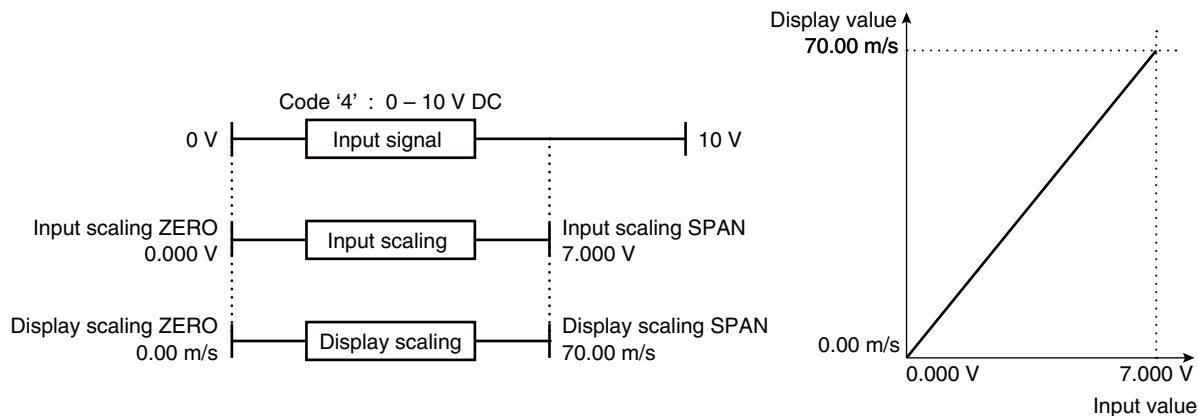 Code ‘4’ : 0 – 10 V DC
0 V
Input signal
10 V
Input scaling ZERO
0.000 V
Input scaling
Input scaling SPAN
7.000 V
Display scaling ZERO
0.00 m/s
Display scaling
Display scaling SPAN
70.00 m/s
Display value
70.00 m/s
0.00 m/s
0.000 V
7.000 V
Input value